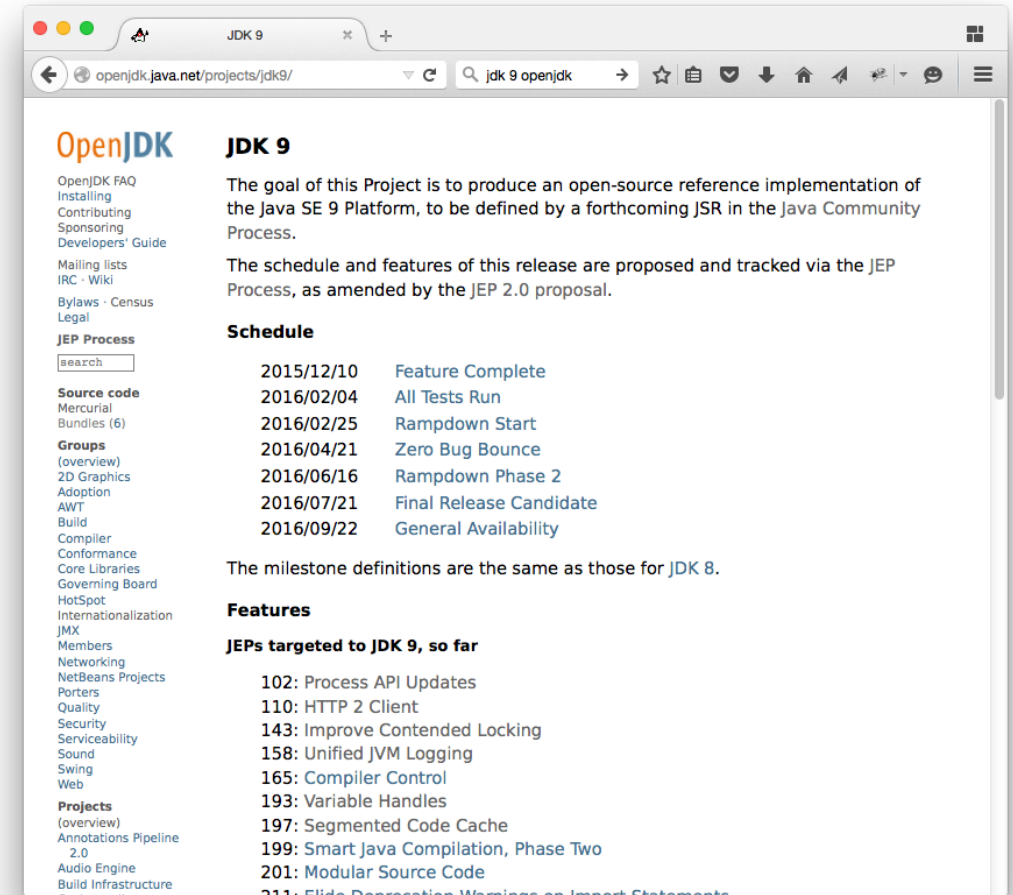 JDK 9
openjdk.java.net/projects/jdk9/
jdk 9 openjdk
OpenJDK
OpenJDK FAQ
Installing
Contributing
Sponsoring
Developers' Guide
Mailing lists
IRC · Wiki
Bylaws · Census
Legal
JEP Process
search
Source code
Mercurial
Bundles (6)
Groups
(overview)
2D Graphics
Adoption
AWT
Build
Compiler
Conformance
Core Libraries
Governing Board
HotSpot
Internationalization
JMX
Members
Networking
NetBeans Projects
Porters
Quality
Security
Serviceability
Sound
Swing
Web
Projects
(overview)
Annotations Pipeline
2.0
Audio Engine
Build Infrastructure
JDK 9
The goal of this Project is to produce an open-source reference implementation of
the Java SE 9 Platform, to be defined by a forthcoming JSR in the Java Community
Process.
The schedule and features of this release are proposed and tracked via the JEP
Process, as amended by the JEP 2.0 proposal.
Schedule
2015/12/10 Feature Complete
2016/02/04 All Tests Run
2016/02/25 Rampdown Start
2016/04/21 Zero Bug Bounce
2016/06/16 Rampdown Phase 2
2016/07/21 Final Release Candidate
2016/09/22 General Availability
The milestone definitions are the same as those for JDK 8.
Features
JEPs targeted to JDK 9, so far
102: Process API Updates
110: HTTP 2 Client
143: Improve Contended Locking
158: Unified JVM Logging
165: Compiler Control
193: Variable Handles
197: Segmented Code Cache
199: Smart Java Compilation, Phase Two
201: Modular Source Code
211: Elide Deprecation Warnings on Import Statements